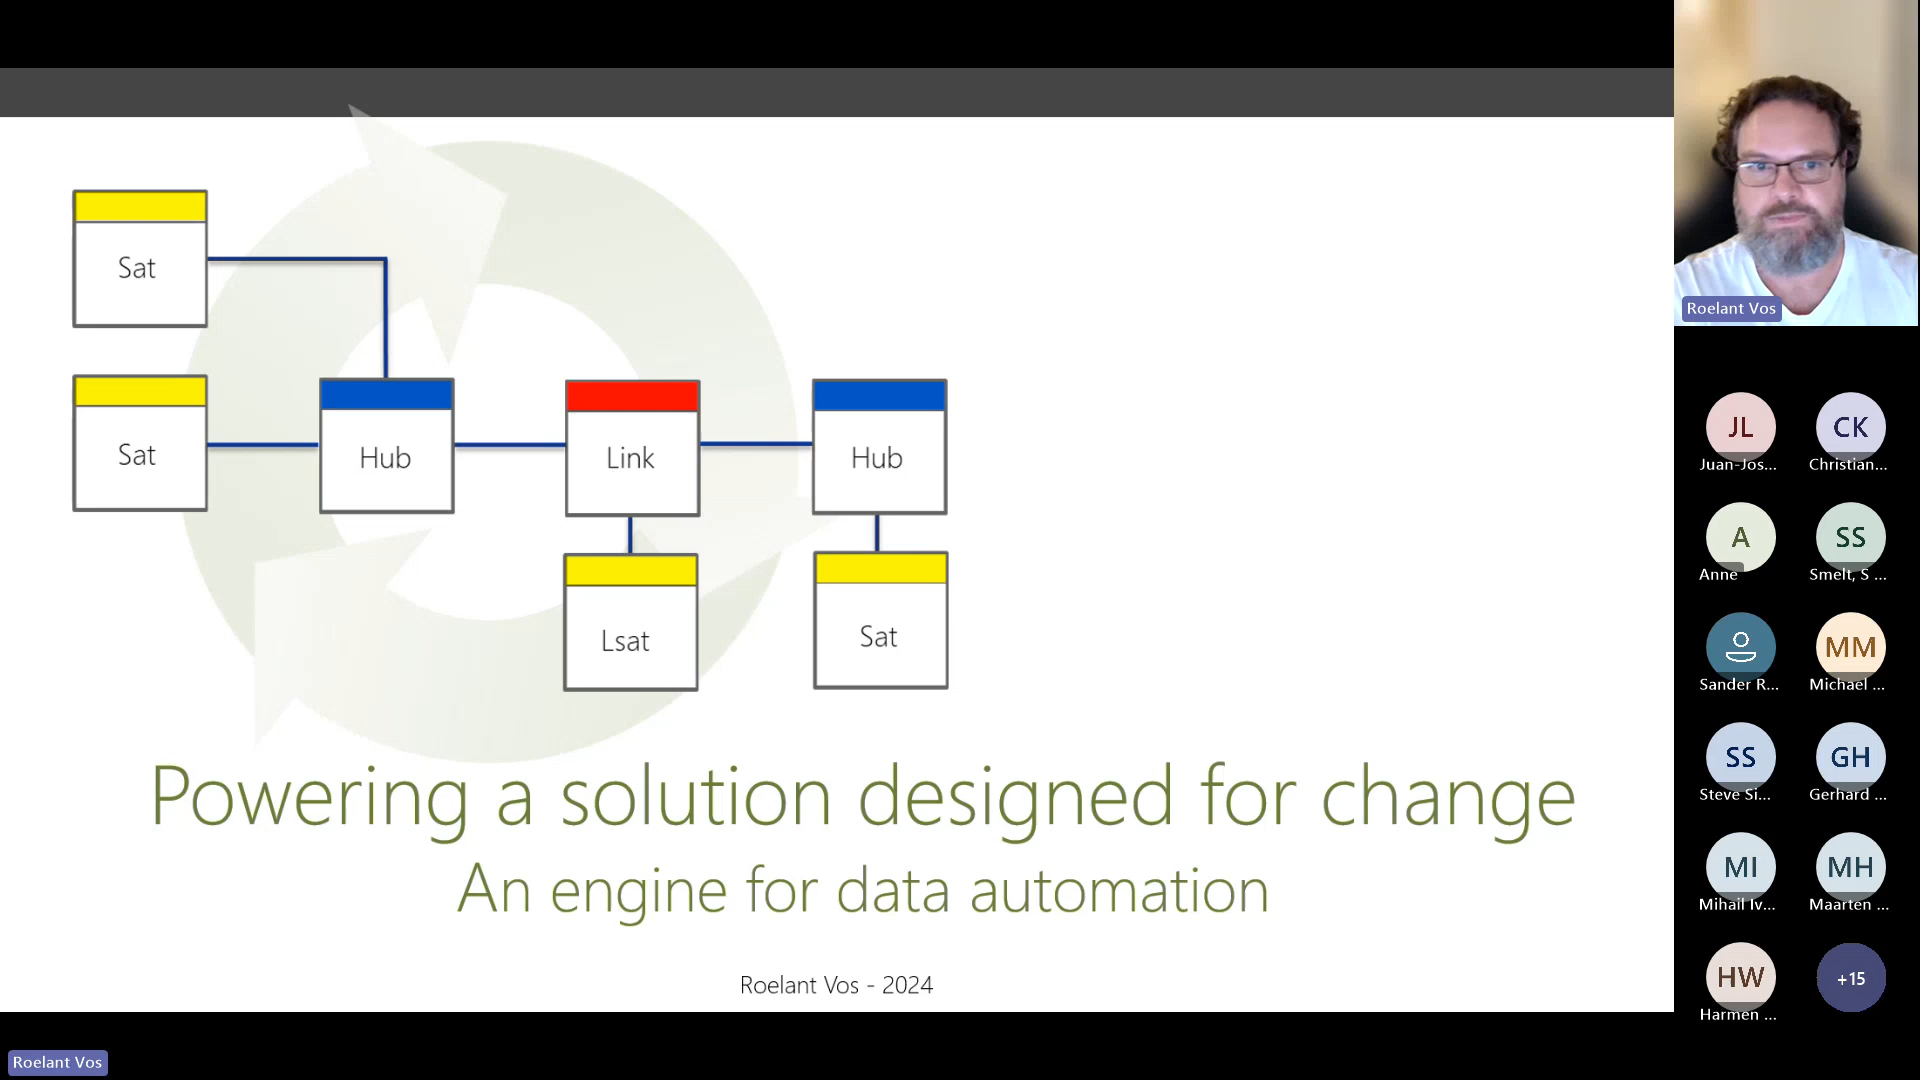 Sat
Sat
Hub
Link
Hub
Lsat
Sat
Powering a solution designed for change
An engine for data automation
Roelant Vos - 2024
Roelant Vos
Roelant Vos
JL
Juan-Jos...
CK
Christian...
A
Anne
SS
Smelt, S ...
Sander R...
MM
Michael ...
SS
Steve Si...
GH
Gerhard ...
MI
Mihail Iv...
MH
Maarten ...
HW
Harmen ...
+15